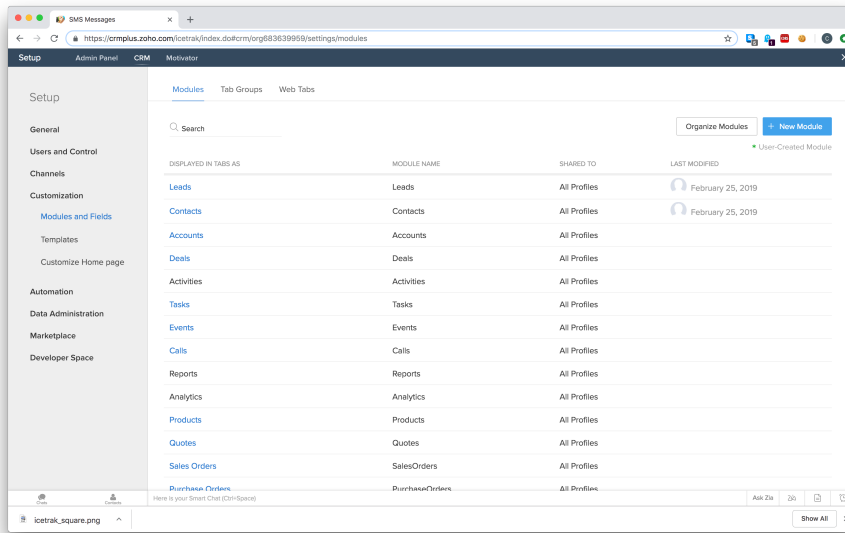 SMS Messages
https://crmplus.zoho.com/icetrak/index.do#crm/org683639959/settings/modules
Setup Admin Panel CRM Motivator
Setup
General
Users and Control
Channels
Customization
Modules and Fields
Templates
Customize Home page
Automation
Data Administration
Marketplace
Developer Space
Modules Tab Groups Web Tabs
Search
Organize Modules
+ New Module
* User-Created Module
DISPLAYED IN TABS AS MODULE NAME SHARED TO LAST MODIFIED
Leads Leads All Profiles February 25, 2019
Contacts Contacts All Profiles February 25, 2019
Accounts Accounts All Profiles
Deals Deals All Profiles
Activities Activities All Profiles
Tasks Tasks All Profiles
Events Events All Profiles
Calls Calls All Profiles
Reports Reports All Profiles
Analytics Analytics All Profiles
Products Products All Profiles
Quotes Quotes All Profiles
Sales Orders SalesOrders All Profiles
Purchase Orders PurchaseOrders All Profiles
Chats Contacts Here is your Smart Chat (Ctrl+Space) Ask Zia
icetrak_square.png Show All